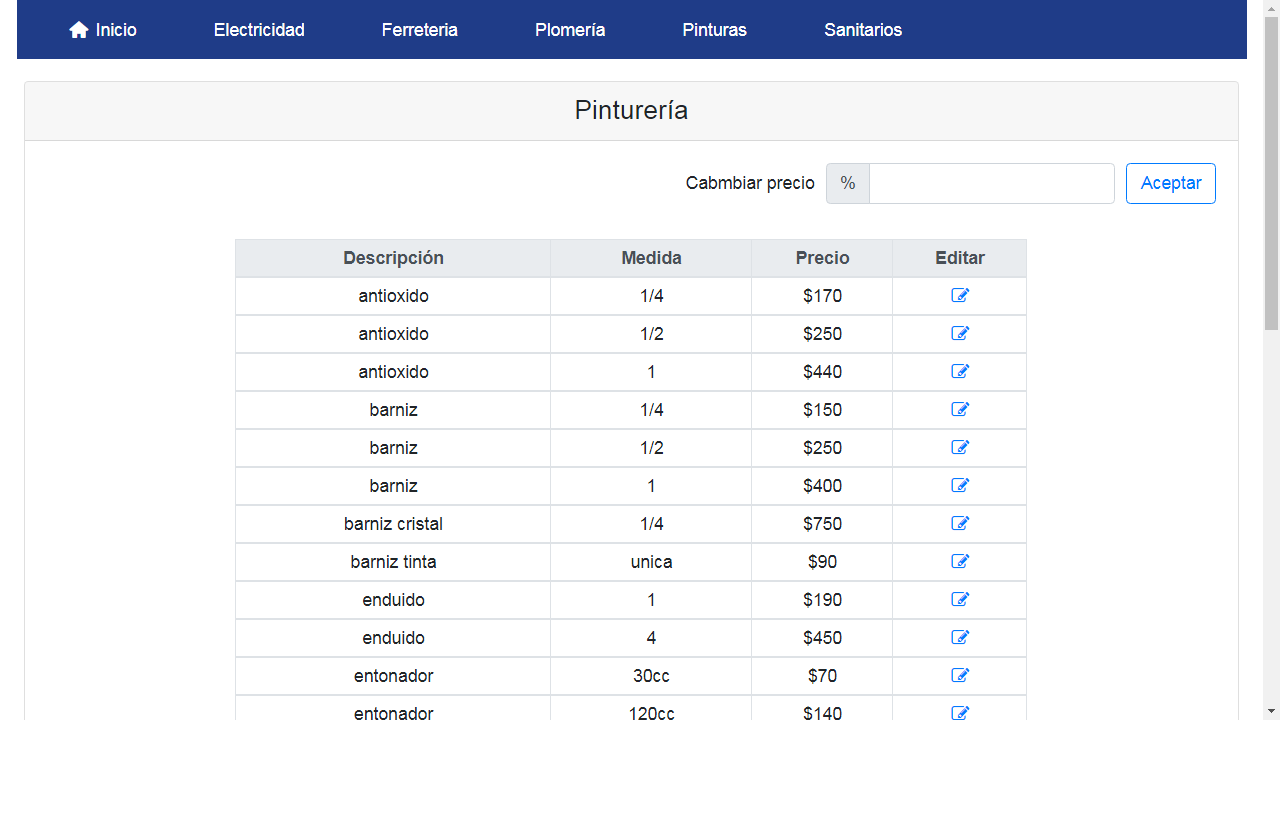 Inicio Electricidad Ferreteria Plomería Pinturas Sanitarios
Pinturería
Cabmbiar precio % Aceptar
Descripción Medida Precio Editar
antioxido 1/4 $170
antioxido 1/2 $250
antioxido 1 $440
barniz 1/4 $150
barniz 1/2 $250
barniz 1 $400
barniz cristal 1/4 $750
barniz tinta unica $90
enduido 1 $190
enduido 4 $450
entonador 30cc $70
entonador 120cc $140